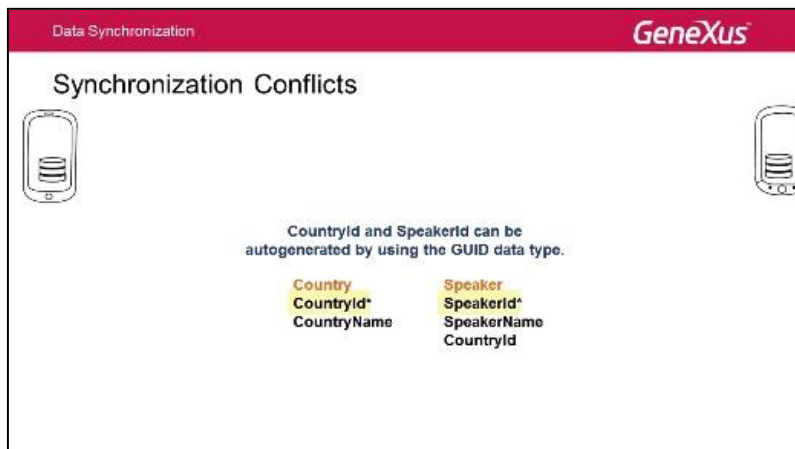 Data Synchronization
GeneXus
Synchronization Conflicts
CountryId and SpeakerId can be
autogenerated by using the GUID data type.
Country Speaker
CountryId* SpeakerId*
CountryName SpeakerName
CountryId